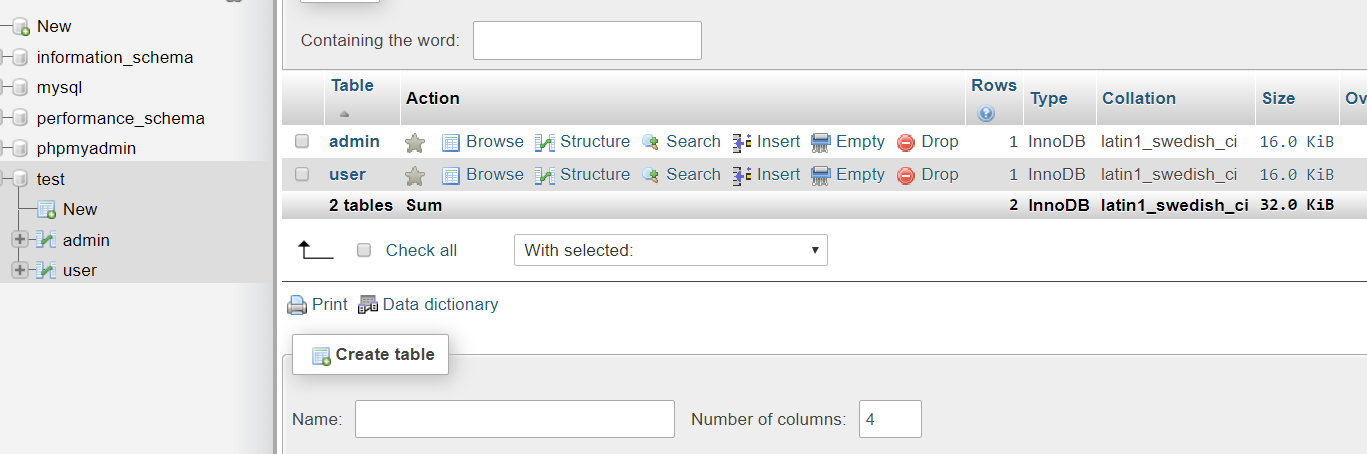 New
information_schema
mysql
performance_schema
phpmyadmin
test
New
admin
user
Containing the word:
Table Action Rows Type Collation Size Ov
admin Browse Structure Search Insert Empty Drop 1 InnoDB latin1_swedish_ci 16.0 KiB
user Browse Structure Search Insert Empty Drop 1 InnoDB latin1_swedish_ci 16.0 KiB
2 tables Sum 2 InnoDB latin1_swedish_ci 32.0 KiB
Check all With selected:
Print Data dictionary
Create table
Name: Number of columns: 4